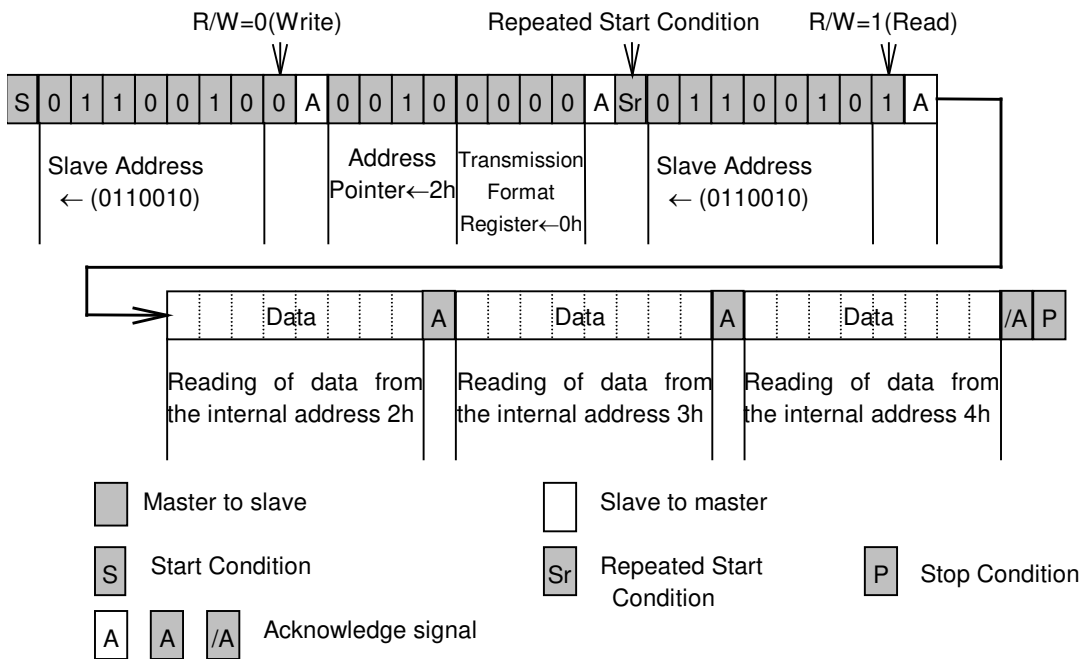 R/W=0(Write) Repeated Start Condition R/W=1(Read)
S 0 1 1 0 0 1 0 0 A 0 0 1 0 0 0 0 0 A Sr 0 1 1 0 0 1 0 1 A
Slave Address
← (0110010)
Address
Pointer←2h
Transmission
Format
Register←0h
Slave Address
← (0110010)
Data A Data A Data /A P
Reading of data from
the internal address 2h
Reading of data from
the internal address 3h
Reading of data from
the internal address 4h
Master to slave
Slave to master
S Start Condition
Sr Repeated Start
Condition
P Stop Condition
A A /A Acknowledge signal